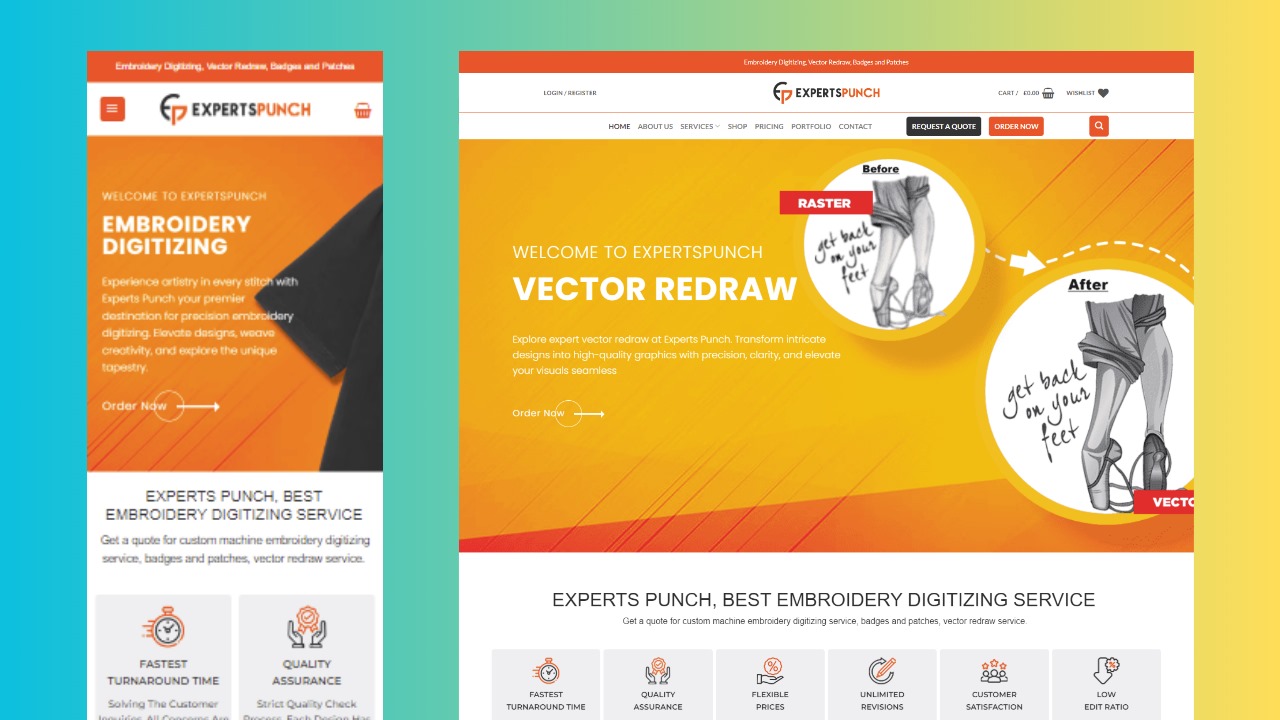 Embroidery Digitizing, Vector Redraw, Badges and Patches
EXPERTSPUNCH
WELCOME TO EXPERTSPUNCH
EMBROIDERY
DIGITIZING
Experience artistry in every stitch with
Experts Punch your premier
destination for precision embroidery
digitizing. Elevate designs, weave
creativity, and explore the unique
tapestry.
Order Now
EXPERTS PUNCH, BEST
EMBROIDERY DIGITIZING SERVICE
Get a quote for custom machine embroidery digitizing
service, badges and patches, vector redraw service.
FASTEST
TURNAROUND TIME
Solving The Customer
Inquiries, All Concerns Are
QUALITY
ASSURANCE
Strict Quality Check
Process, Each Design Has
Embroidery Digitizing, Vector Redraw, Badges and Patches
LOGIN / REGISTER
EXPERTSPUNCH
CART / £0.00
WISHLIST
HOME ABOUT US SERVICES SHOP PRICING PORTFOLIO CONTACT
REQUEST A QUOTE
ORDER NOW
WELCOME TO EXPERTSPUNCH
VECTOR REDRAW
Explore expert vector redraw at Experts Punch. Transform intricate
designs into high-quality graphics with precision, clarity, and elevate
your visuals seamless
Order Now
Before
RASTER
get back
on your
feet
After
get back
on your
feet
VECTO
EXPERTS PUNCH, BEST EMBROIDERY DIGITIZING SERVICE
Get a quote for custom machine embroidery digitizing service, badges and patches, vector redraw service.
FASTEST
TURNAROUND TIME
QUALITY
ASSURANCE
FLEXIBLE
PRICES
UNLIMITED
REVISIONS
CUSTOMER
SATISFACTION
LOW
EDIT RATIO